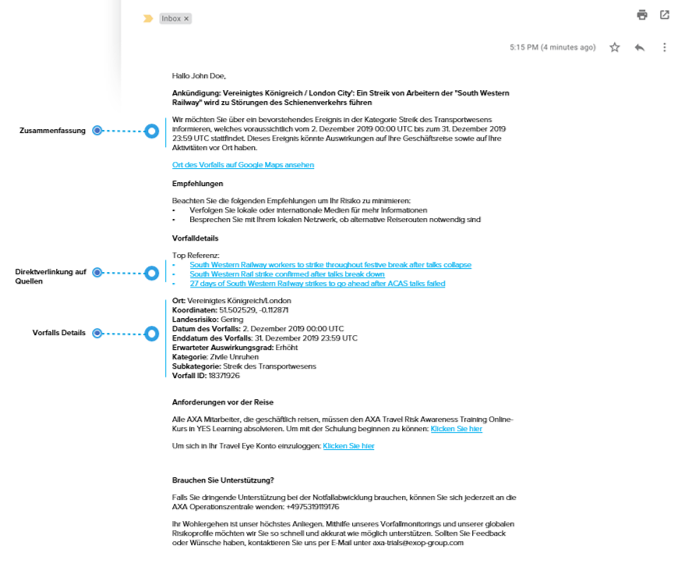 Inbox ×
5:15 PM (4 minutes ago)
Hallo John Doe,
Ankündigung: Vereinigtes Königreich / London City': Ein Streik von Arbeitern der "South Western
Railway" wird zu Störungen des Schienenverkehrs führen
Zusammenfassung
Wir möchten Sie über ein bevorstehendes Ereignis in der Kategorie Streik des Transportwesens
informieren, welches voraussichtlich vom 2. Dezember 2019 00:00 UTC bis zum 31. Dezember 2019
23:59 UTC stattfindet. Dieses Ereignis könnte Auswirkungen auf Ihre Geschäftsreise sowie auf Ihre
Aktivitäten vor Ort haben.
Ort des Vorfalls auf Google Maps ansehen
Empfehlungen
Beachten Sie die folgenden Empfehlungen um Ihr Risiko zu minimieren:
• Verfolgen Sie lokale oder internationale Medien für mehr Informationen
• Besprechen Sie mit Ihrem lokalen Netzwerk, ob alternative Reiserouten notwendig sind
Vorfalldetails
Top Referenz:
Direktverlinkung auf
Quellen
• South Western Railway workers to strike throughout festive break after talks collapse
• South Western Rail strike confirmed after talks break down
• 27 days of South Western Railway strikes to go ahead after ACAS talks failed
Vorfalls Details
Ort: Vereinigtes Königreich/London
Koordinaten: 51.502529, -0.112871
Landesrisiko: Gering
Datum des Vorfalls: 2. Dezember 2019 00:00 UTC
Enddatum des Vorfalls: 31. Dezember 2019 23:59 UTC
Erwarteter Auswirkungsgrad: Erhöht
Kategorie: Zivile Unruhen
Subkategorie: Streik des Transportwesens
Vorfall ID: 18371926
Anforderungen vor der Reise
Alle AXA Mitarbeiter, die geschäftlich reisen, müssen den AXA Travel Risk Awareness Training Online-
Kurs in YES Learning absolvieren. Um mit der Schulung beginnen zu können: Klicken Sie hier
Um sich in Ihr Travel Eye Konto einzuloggen: Klicken Sie hier
Brauchen Sie Unterstützung?
Falls Sie dringende Unterstützung bei der Notfallabwicklung brauchen, können Sie sich jederzeit an die
AXA Operationszentrale wenden: +4975319119176
Ihr Wohlergehen ist unser höchstes Anliegen. Mithilfe unseres Vorfallmonitorings und unserer globalen
Risikoprofile möchten wir Sie so schnell und akkurat wie möglich unterstützen. Sollten Sie Feedback
oder Wünsche haben, kontaktieren Sie uns per E-Mail unter axa-trials@exop-group.com